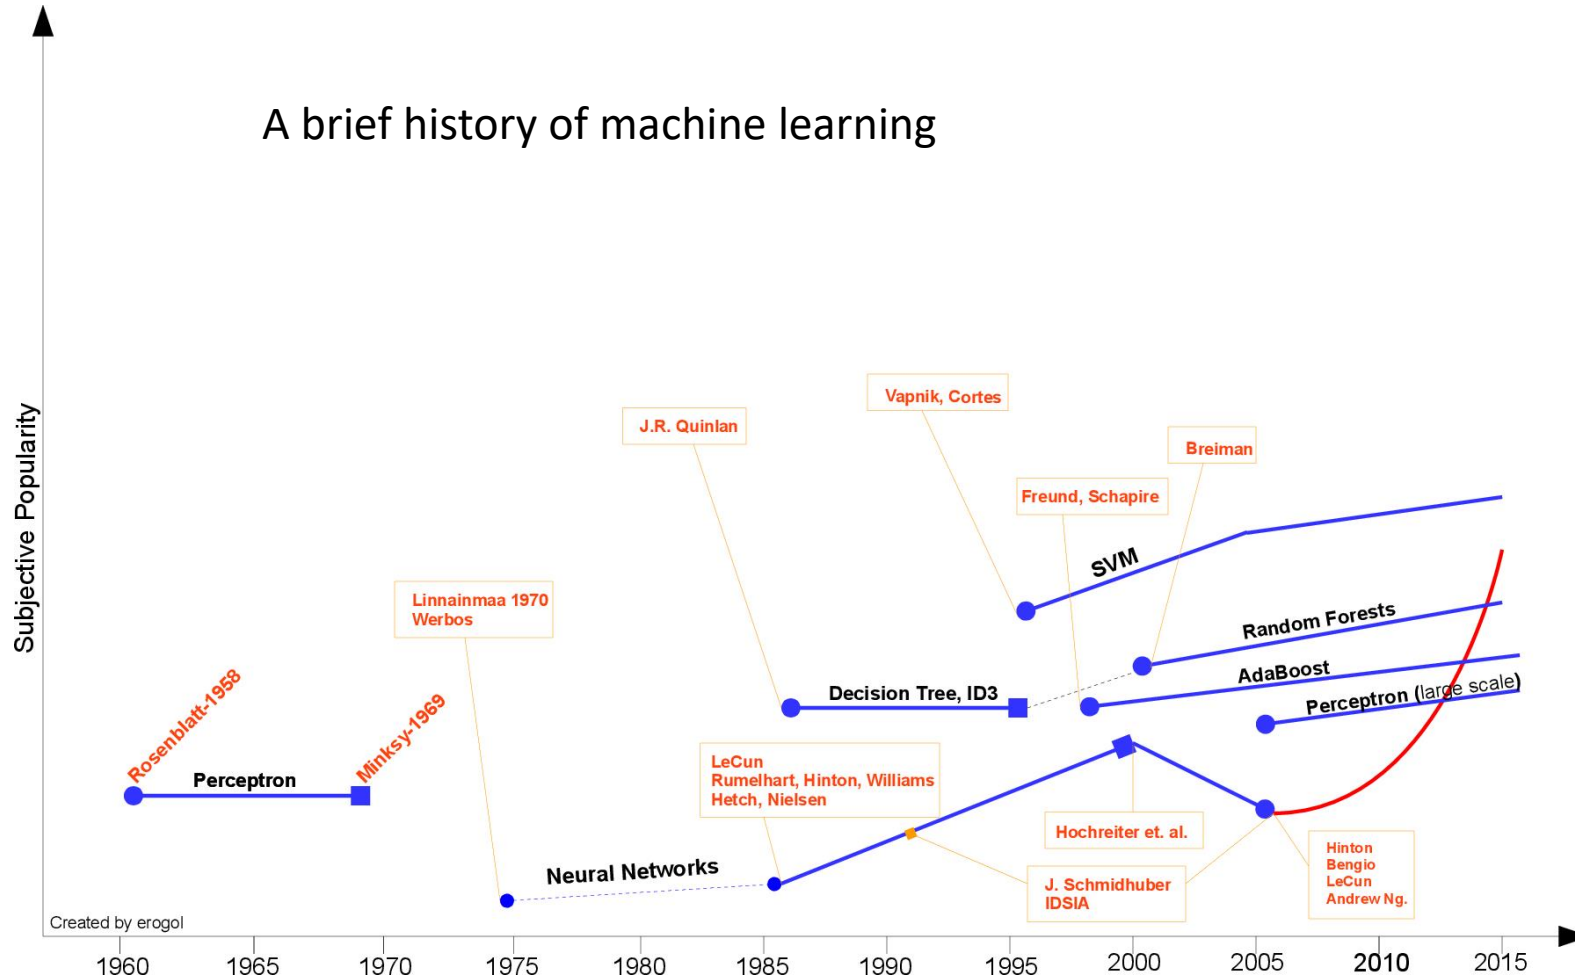 A brief history of machine learning
Subjective Popularity
Vapnik, Cortes
J.R. Quinlan
Breiman
Freund, Schapire
SVM
Linnainmaa 1970
Werbos
Random Forests
AdaBoost
Rosenblatt-1958
Minksy-1969
Decision Tree, ID3
Perceptron (large scale)
Perceptron
LeCun
Rumelhart, Hinton, Williams
Hetch, Nielsen
Hochreiter et. al.
Neural Networks
J. Schmidhuber
IDSIA
Hinton
Bengio
LeCun
Andrew Ng.
Created by erogol
1960 1965 1970 1975 1980 1985 1990 1995 2000 2005 2010 2015